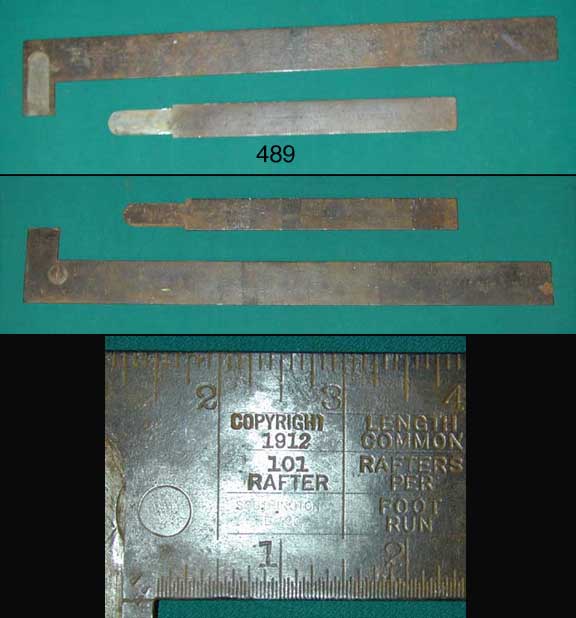 489
2 3 4
COPYRIGHT
1912
101
RAFTER
LENGTH
COMMON
RAFTERS
PER
FOOT
RUN
1 2